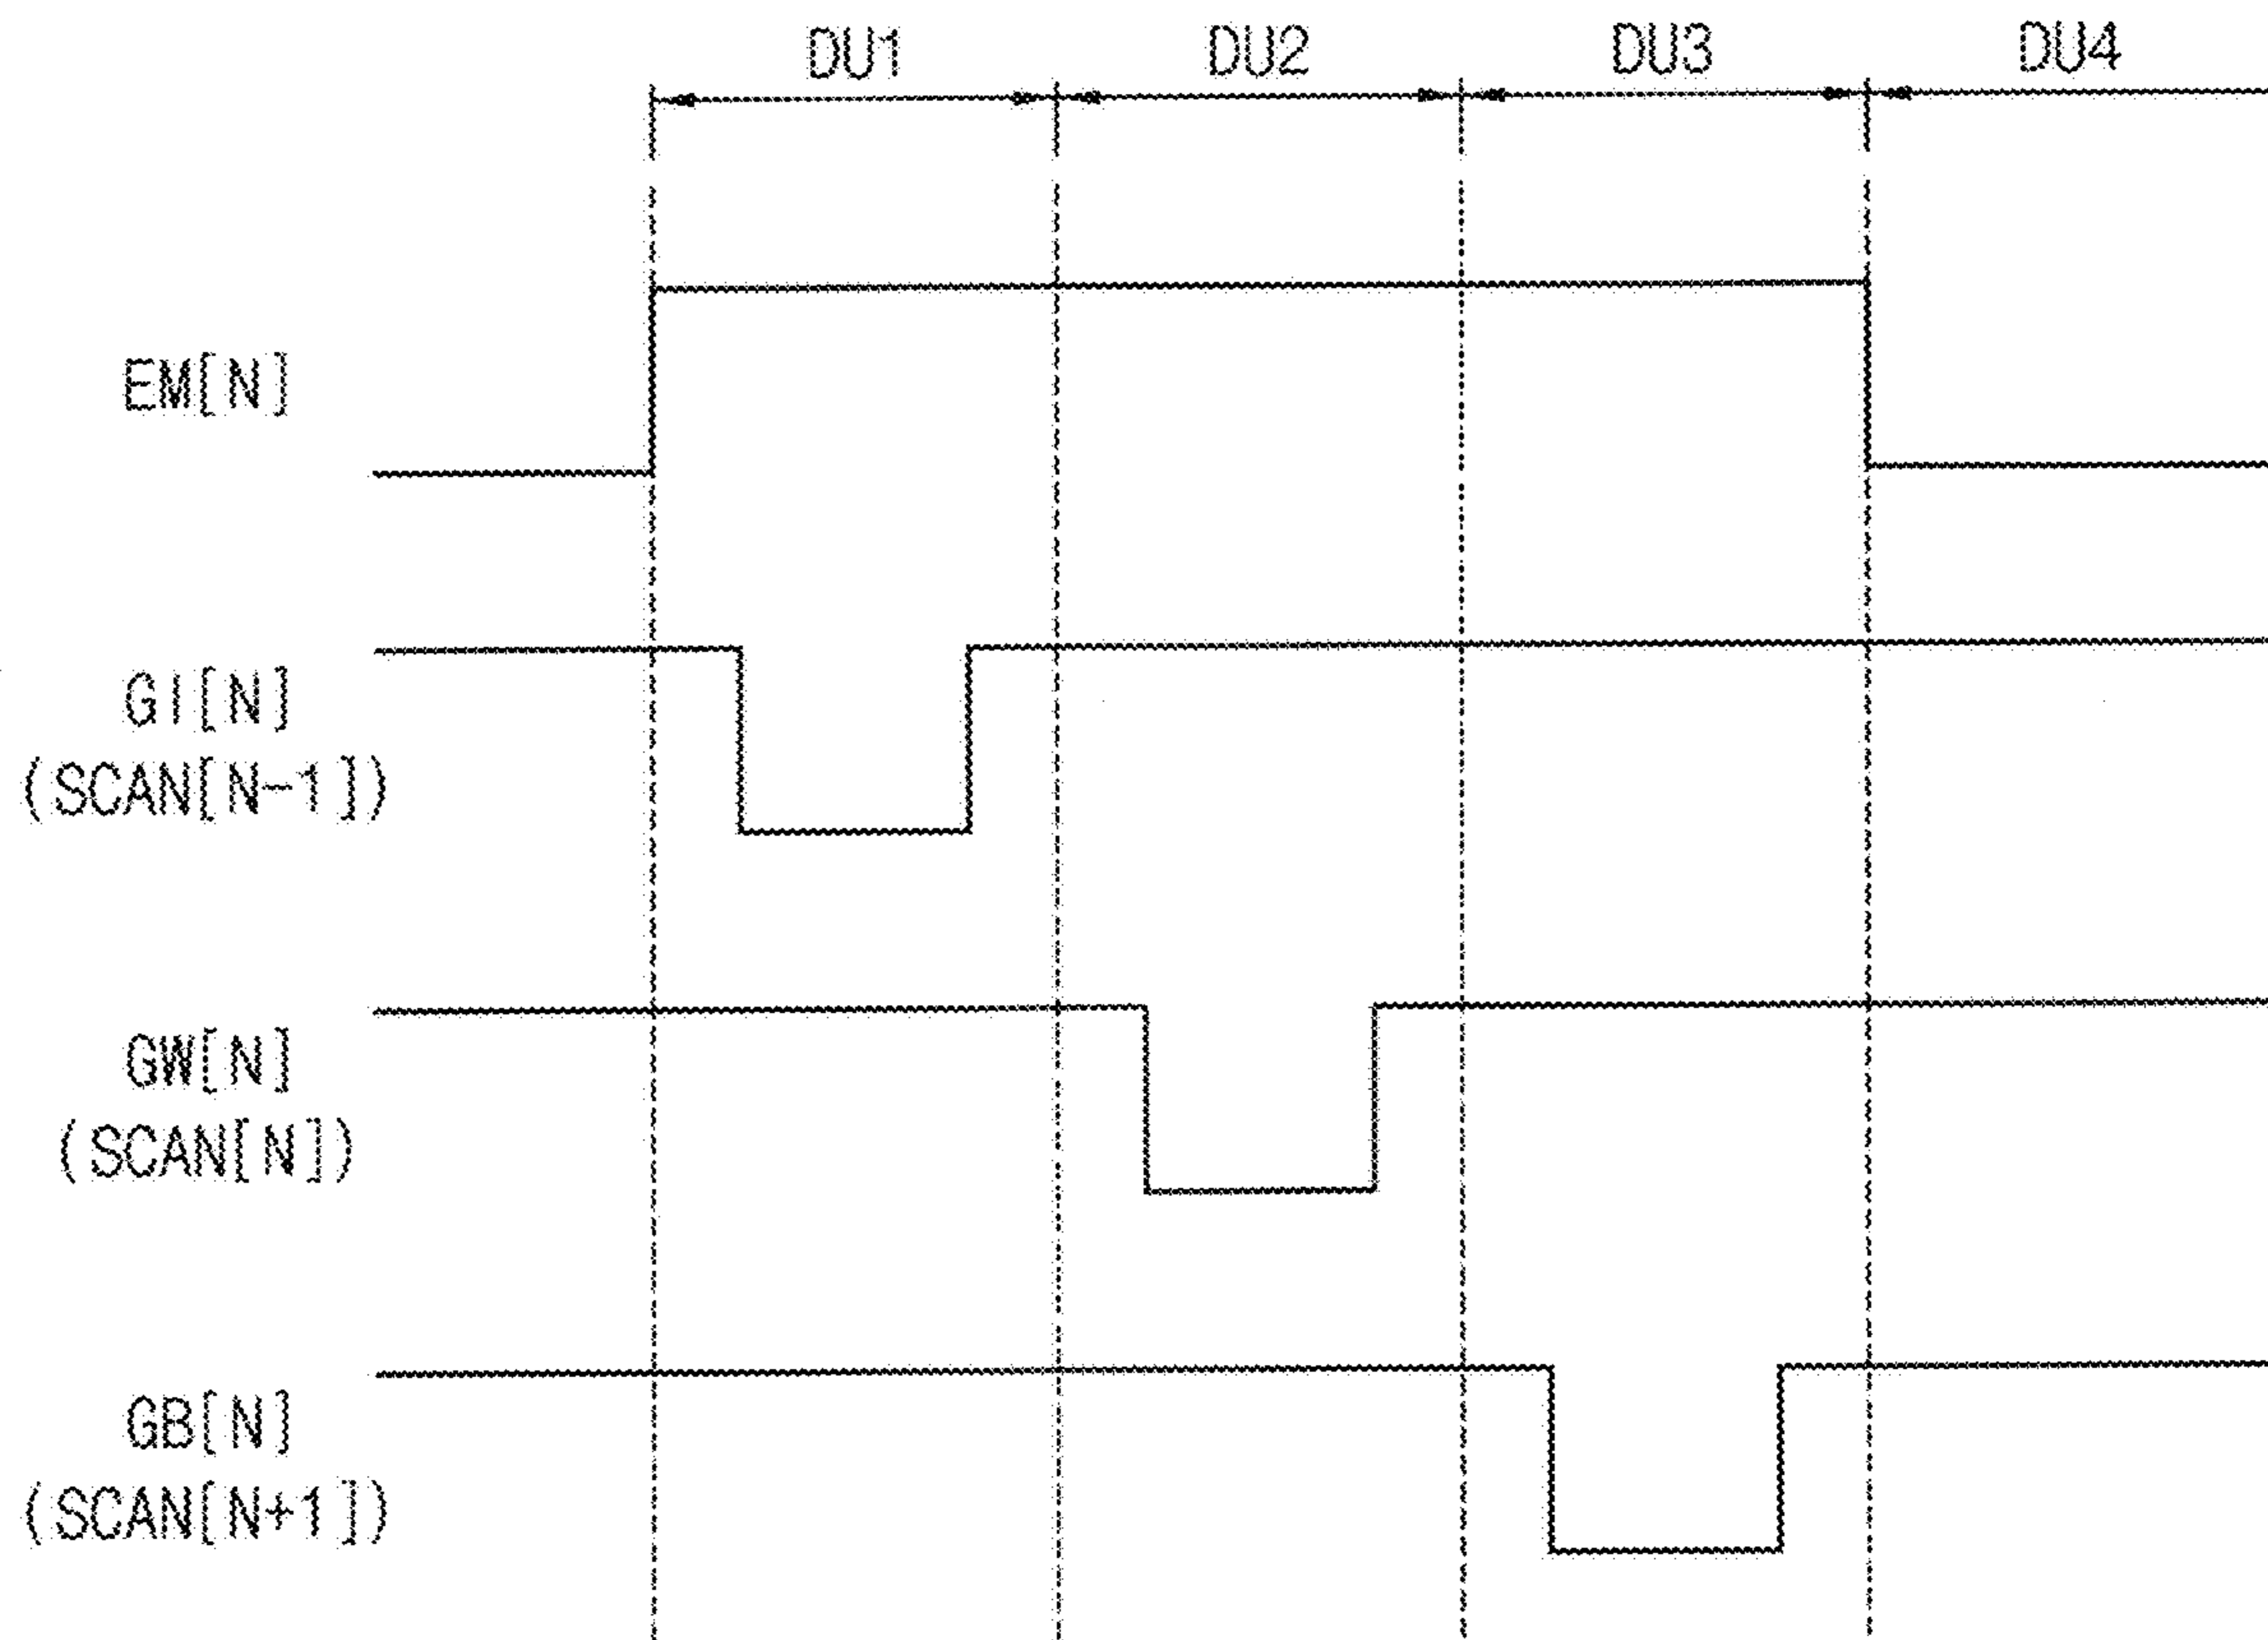 DU1 DU2 DU3 DU4
EM[N]
GI[N]
(SCAN[N-1])
GW[N]
(SCAN[N])
GB[N]
(SCAN[N+1])